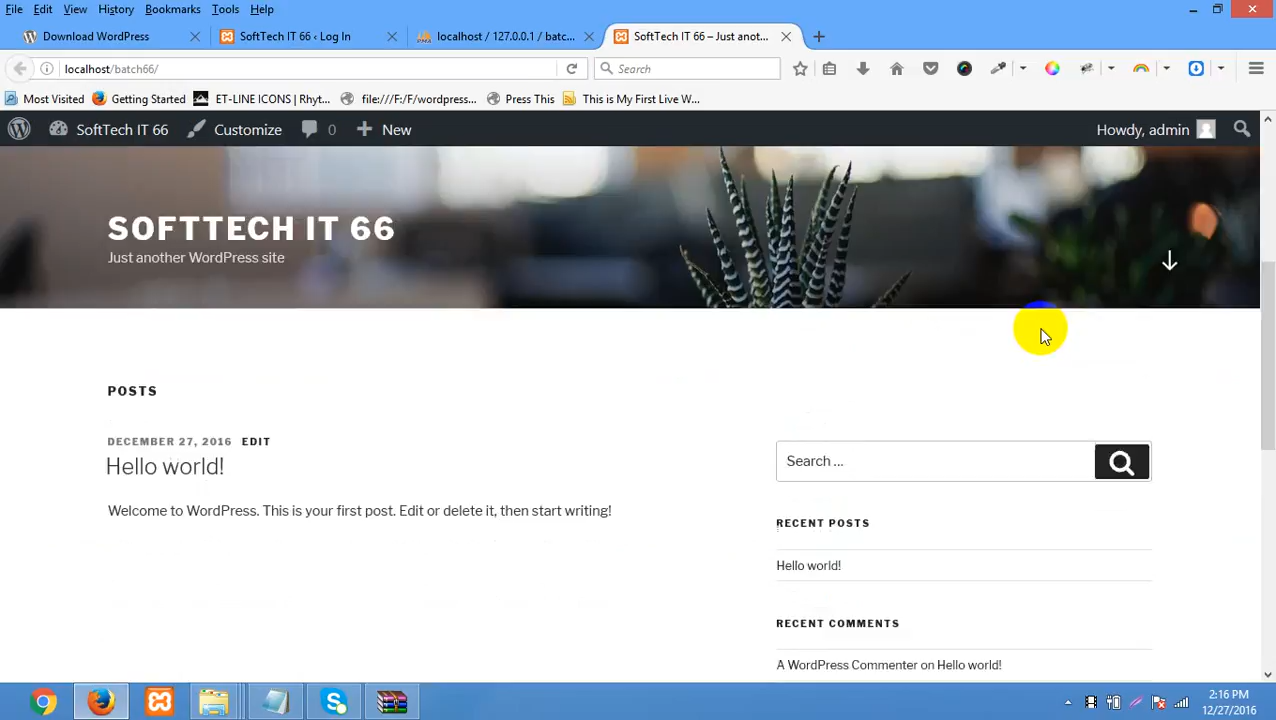 File Edit View History Bookmarks Tools Help
Download WordPress
SoftTech IT 66 ‹ Log In
localhost / 127.0.0.1 / batc...
SoftTech IT 66 – Just anot...
localhost/batch66/
Search
Most Visited
Getting Started
ET-LINE ICONS | Rhyt...
file:///F:/F/wordpress...
Press This
This is My First Live W...
SoftTech IT 66
Customize
0
New
Howdy, admin
SOFTTECH IT 66
Just another WordPress site
POSTS
DECEMBER 27, 2016 EDIT
Hello world!
Welcome to WordPress. This is your first post. Edit or delete it, then start writing!
Search ...
RECENT POSTS
Hello world!
RECENT COMMENTS
A WordPress Commenter on Hello world!
2:16 PM
12/27/2016